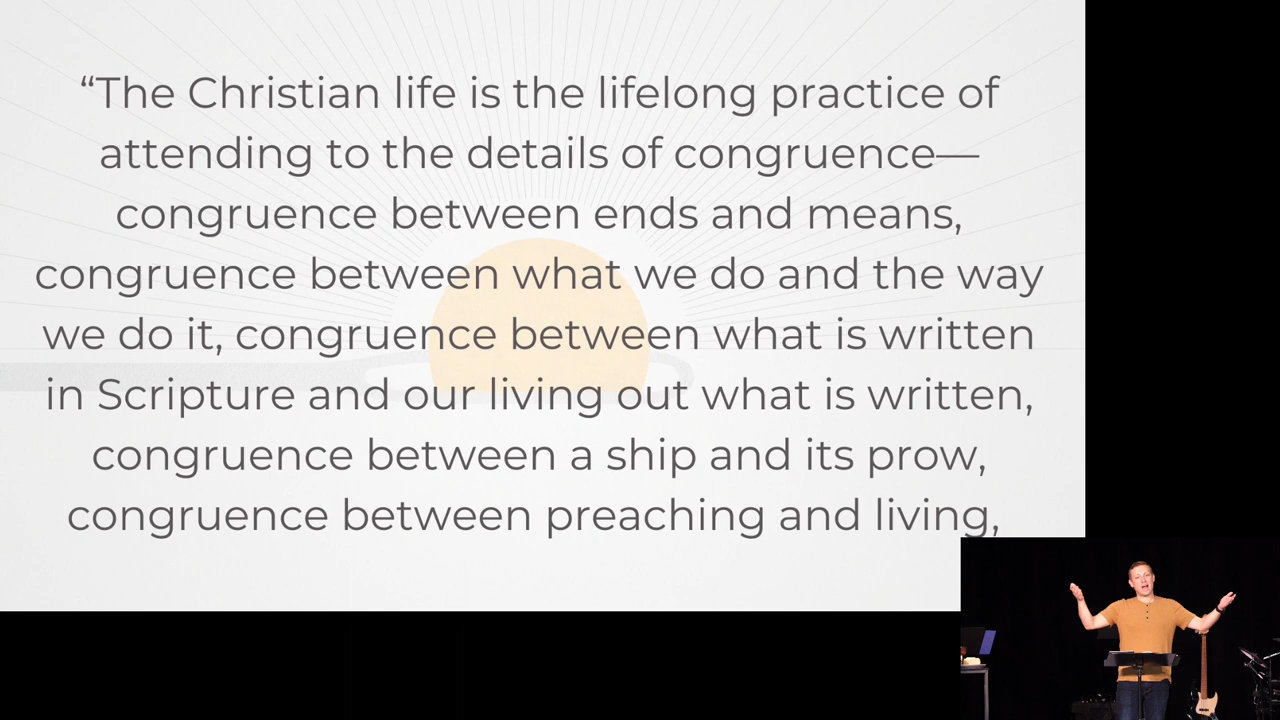 “The Christian life is the lifelong practice of
attending to the details of congruence—
congruence between ends and means,
congruence between what we do and the way
we do it, congruence between what is written
in Scripture and our living out what is written,
congruence between a ship and its prow,
congruence between preaching and living,